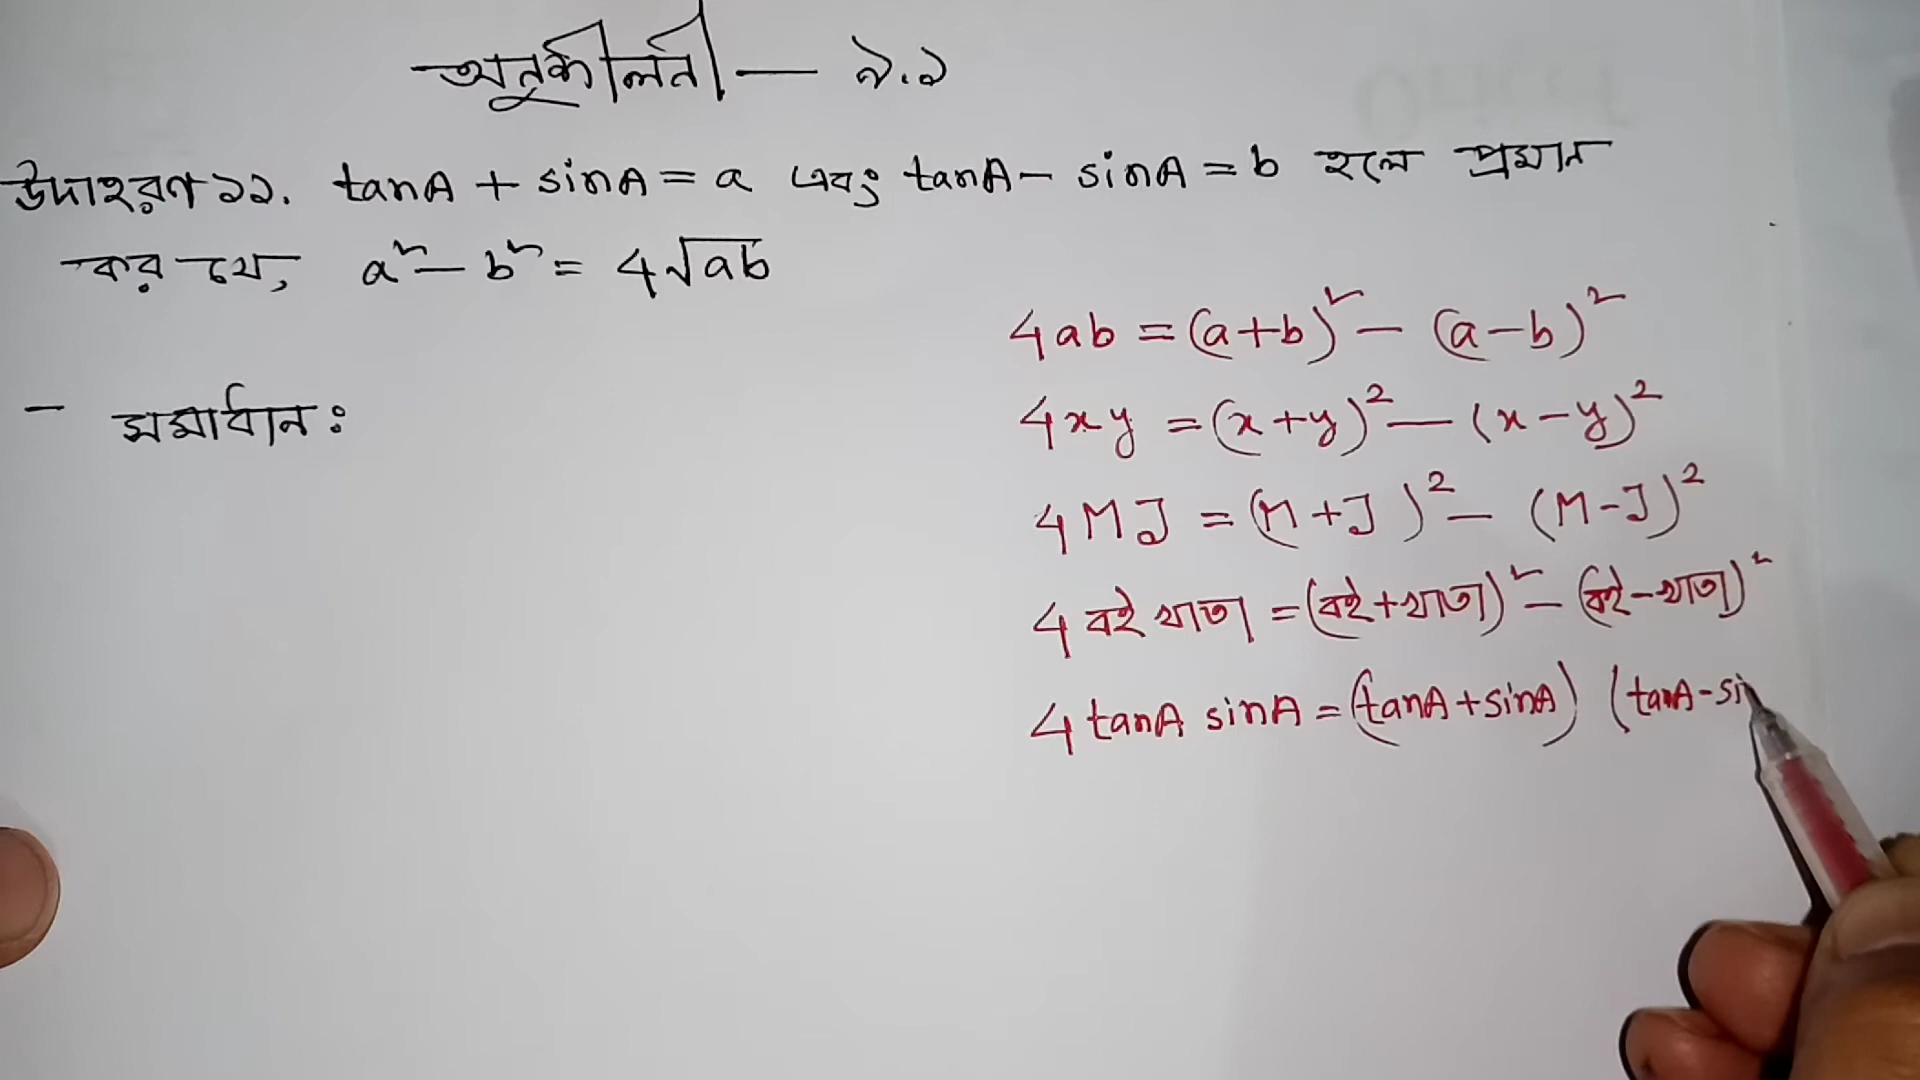 অনুশীলনী — ৯.১
উদাহরণ ১১. tanA + sinA = a এবং tanA - sinA = b হলে প্রমান
কর যে, a² - b² = 4√ab
4ab = (a+b)² - (a-b)²
4xy = (x+y)² - (x-y)²
- সমাধান :
4MJ = (M+J)² - (M-J)²
4 বই খাতা = (বই+খাতা)² - (বই-খাতা)²
4 tanA sinA = (tanA+sinA) (tanA-si